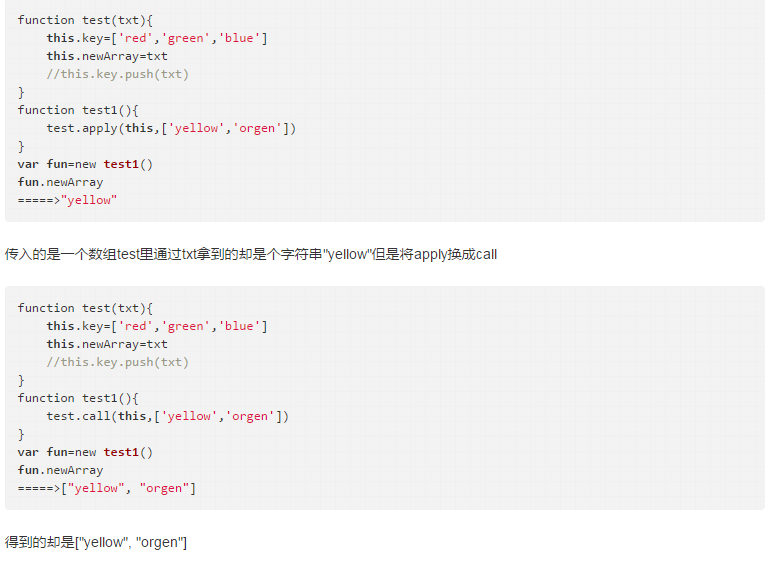 function test(txt){
    this.key=['red','green','blue']
    this.newArray=txt
    //this.key.push(txt)
}
function test1(){
    test.apply(this,['yellow','orgen'])
}
var fun=new test1()
fun.newArray
=====>"yellow"
传入的是一个数组test里通过txt拿到的却是个字符串"yellow"但是将apply换成call
function test(txt){
    this.key=['red','green','blue']
    this.newArray=txt
    //this.key.push(txt)
}
function test1(){
    test.call(this,['yellow','orgen'])
}
var fun=new test1()
fun.newArray
=====>["yellow", "orgen"]
得到的却是["yellow", "orgen"]